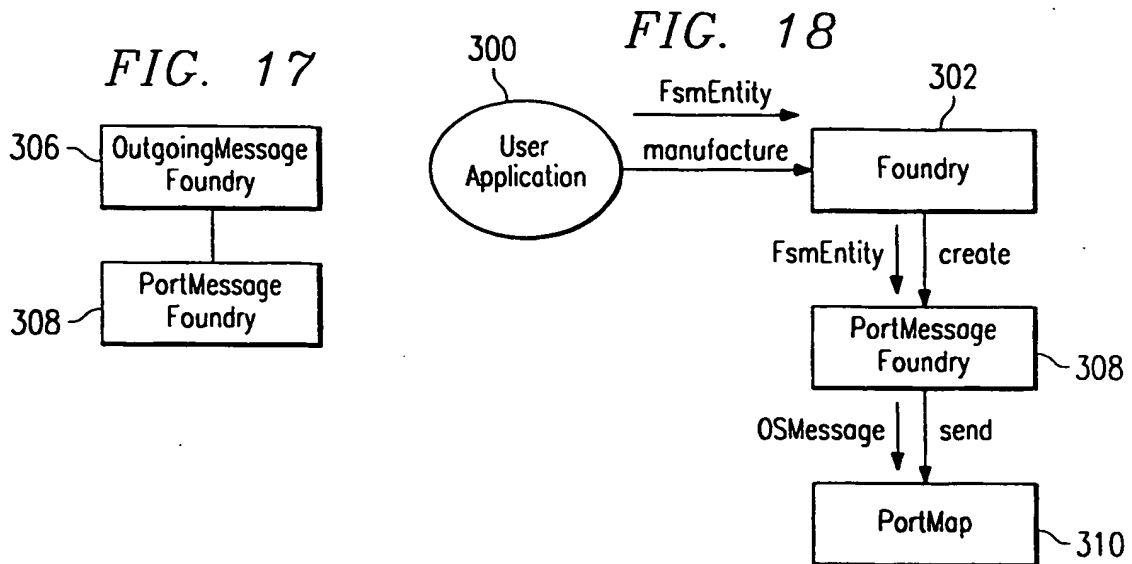 FIG. 17
306
OutgoingMessage
Foundry
PortMessage
Foundry
308
FIG. 18
300
User
Application
FsmEntity
manufacture
302
Foundry
FsmEntity
create
PortMessage
Foundry
308
OSMessage
send
PortMap
310